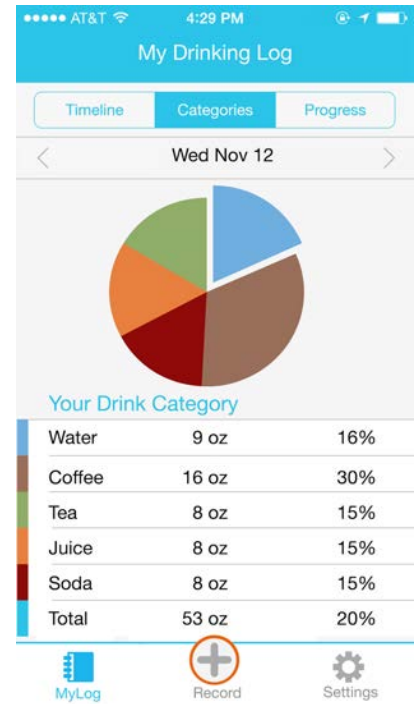 AT&T 4:29 PM
My Drinking Log
Timeline Categories Progress
Wed Nov 12
Your Drink Category
Water 9 oz 16%
Coffee 16 oz 30%
Tea 8 oz 15%
Juice 8 oz 15%
Soda 8 oz 15%
Total 53 oz 20%
MyLog Record Settings